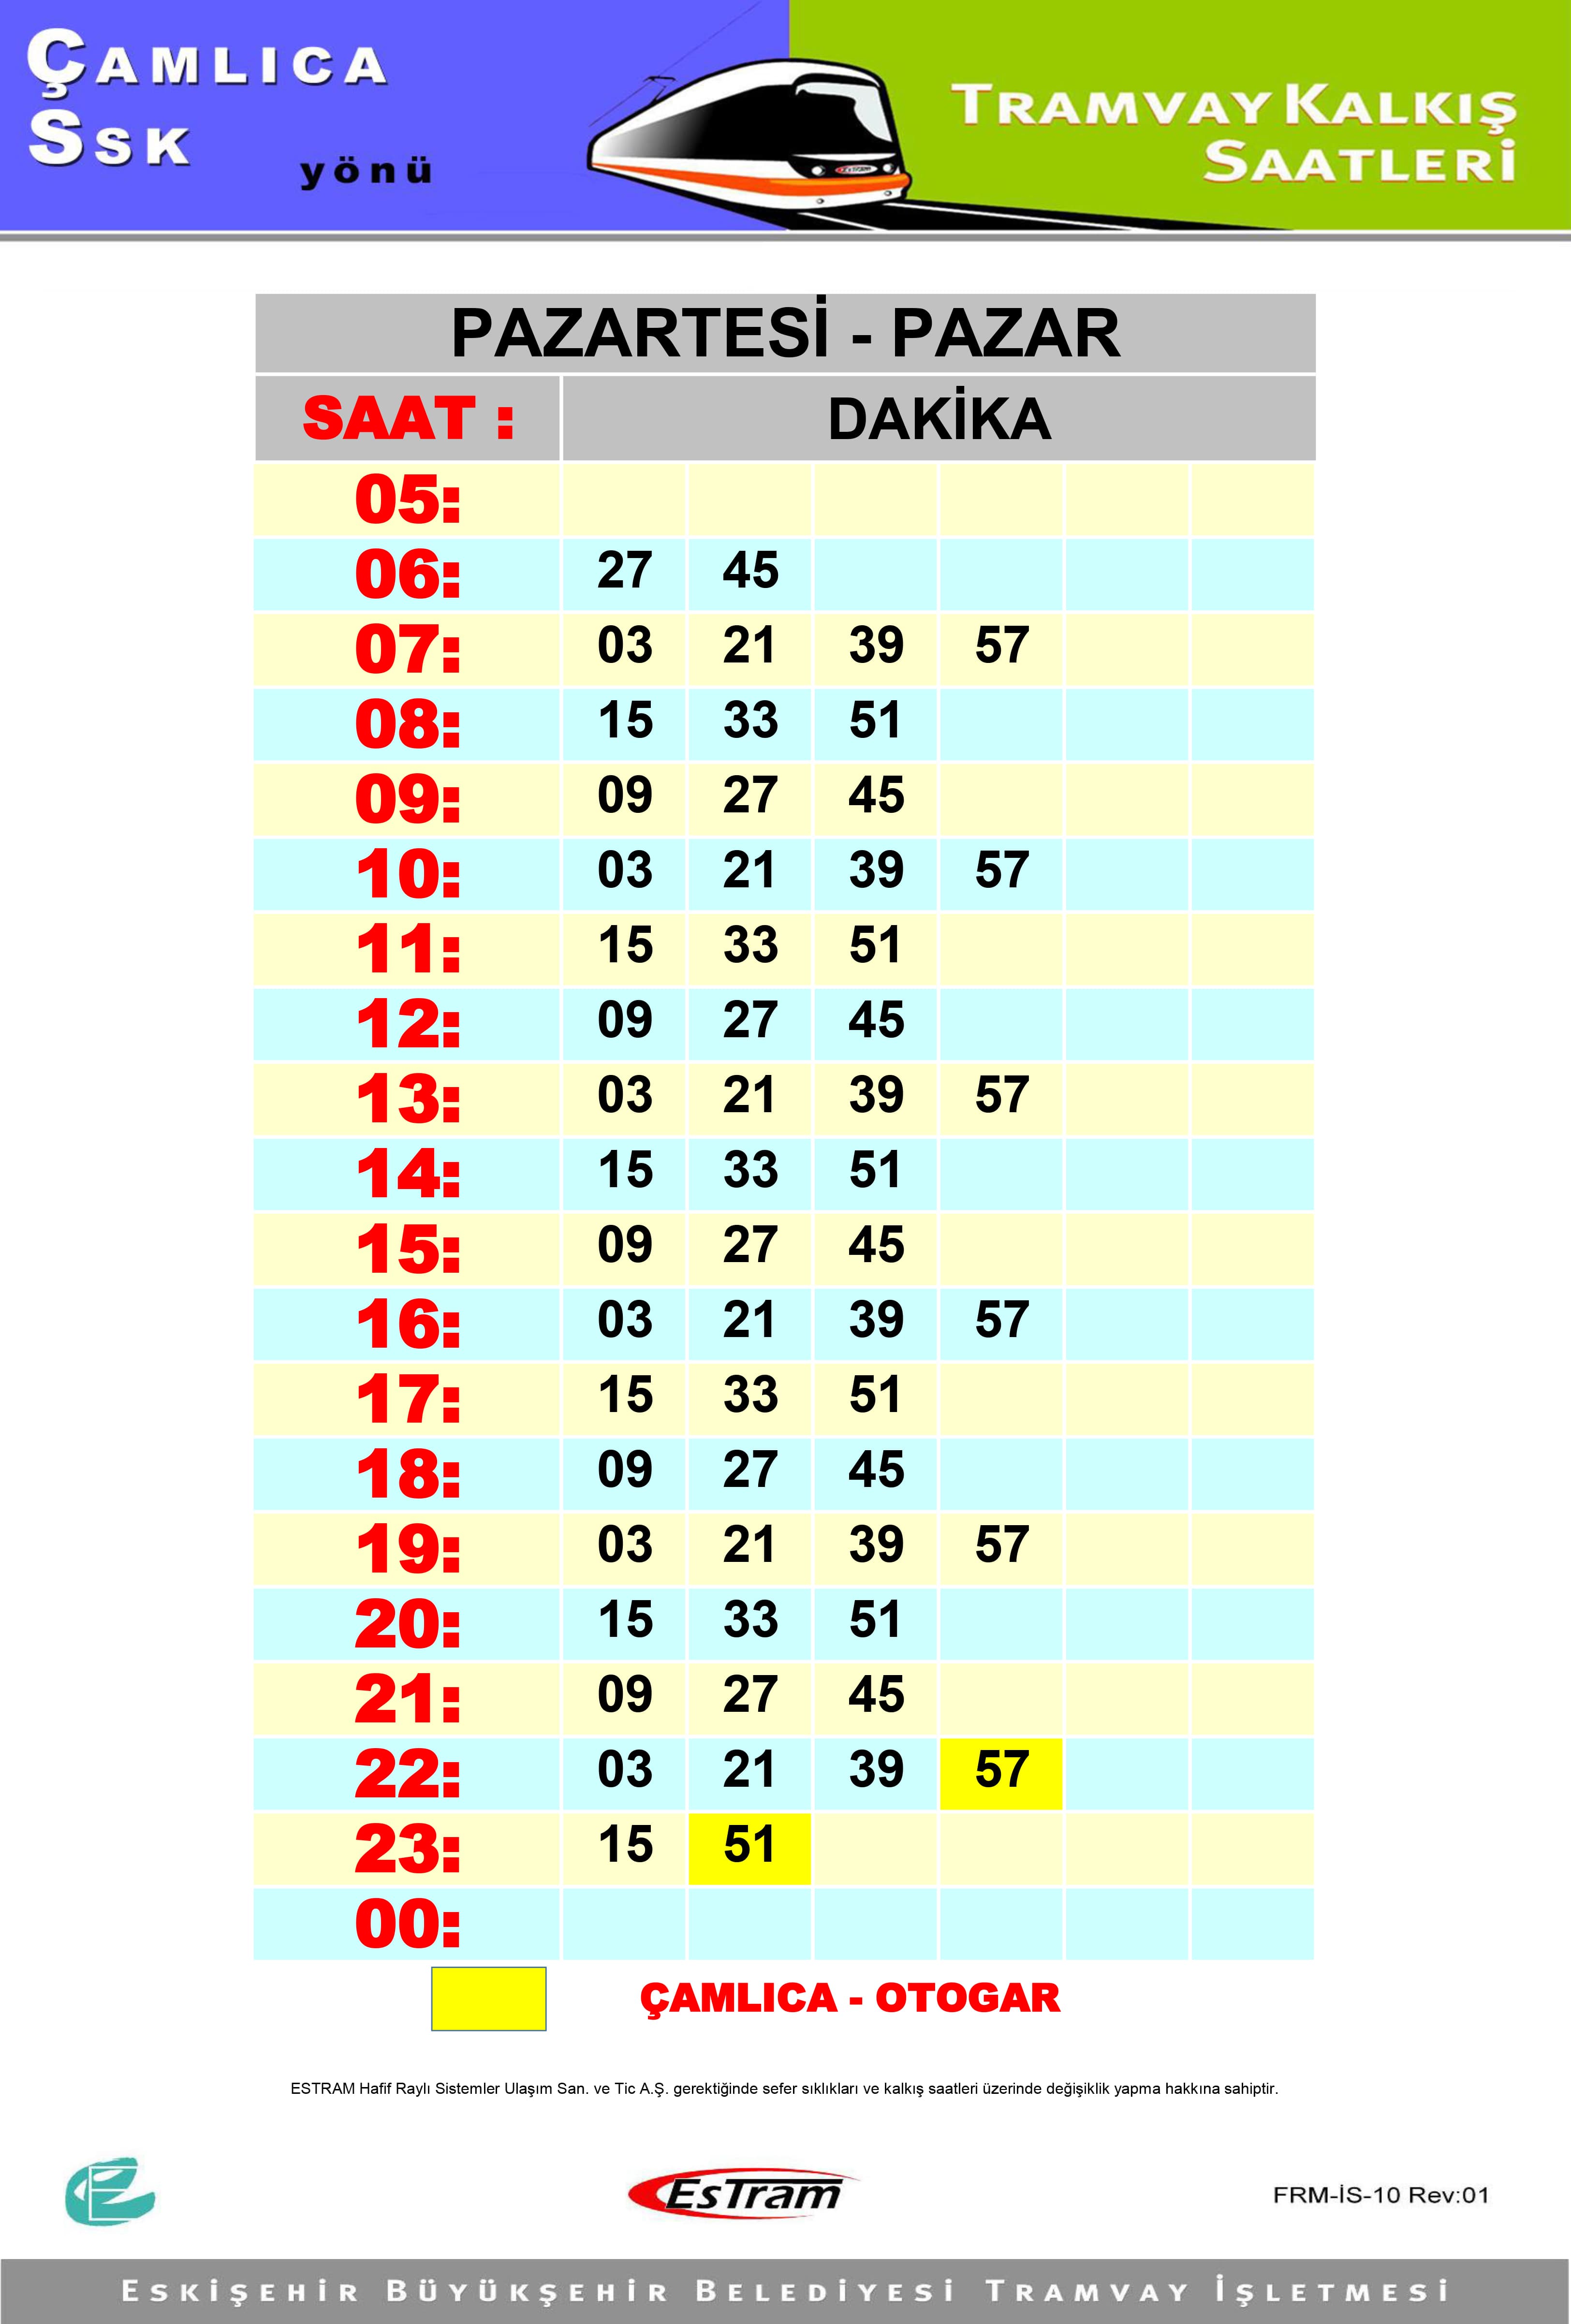 ÇAMLICA
SSK yönü
TRAMVAY KALKIŞ
SAATLERİ
ESTRAM
PAZARTESİ - PAZAR
SAAT : DAKİKA
05:
06: 27 45
07: 03 21 39 57
08: 15 33 51
09: 09 27 45
10: 03 21 39 57
11: 15 33 51
12: 09 27 45
13: 03 21 39 57
14: 15 33 51
15: 09 27 45
16: 03 21 39 57
17: 15 33 51
18: 09 27 45
19: 03 21 39 57
20: 15 33 51
21: 09 27 45
22: 03 21 39 57
23: 15 51
00:
ÇAMLICA - OTOGAR
ESTRAM Hafif Raylı Sistemler Ulaşım San. ve Tic A.Ş. gerektiğinde sefer sıklıkları ve kalkış saatleri üzerinde değişiklik yapma hakkına sahiptir.
EsTram
FRM-İS-10 Rev:01
ESKİŞEHİR BÜYÜKŞEHİR BELEDİYESİ TRAMVAY İŞLETMESİ